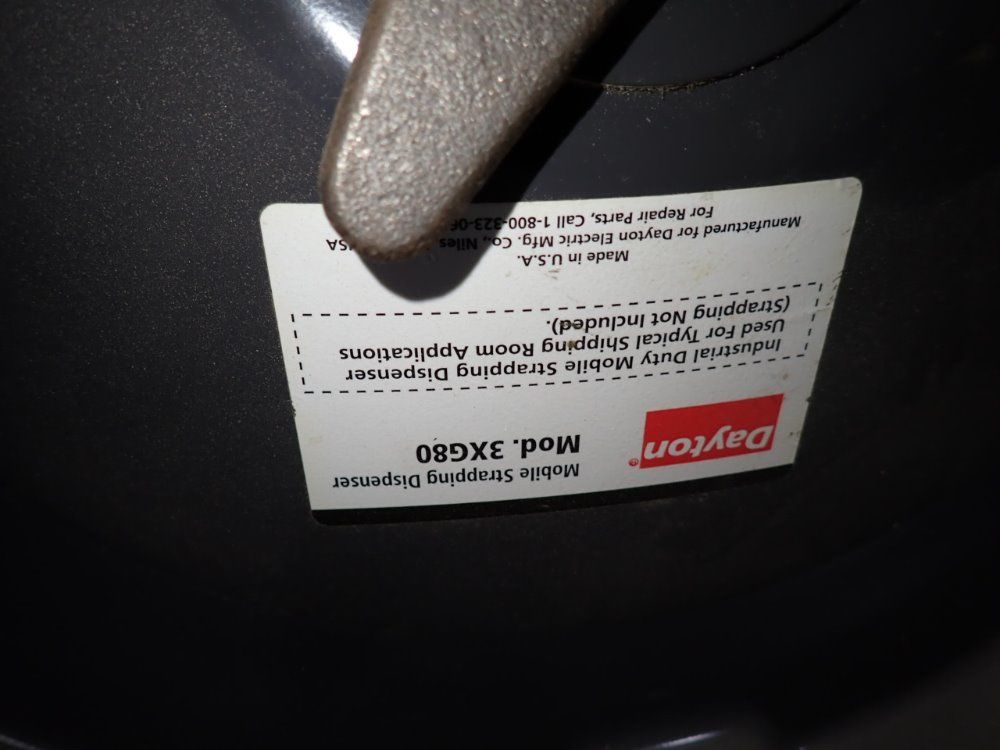 Mobile Strapping Dispenser
Dayton®
Mod. 3XG80
Industrial Duty Mobile Strapping Dispenser
Used For Typical Shipping Room Applications
(Strapping Not Included).
Made in U.S.A.
Manufactured for Dayton Electric Mfg. Co., Niles
For Repair Parts, Call 1-800-323-0